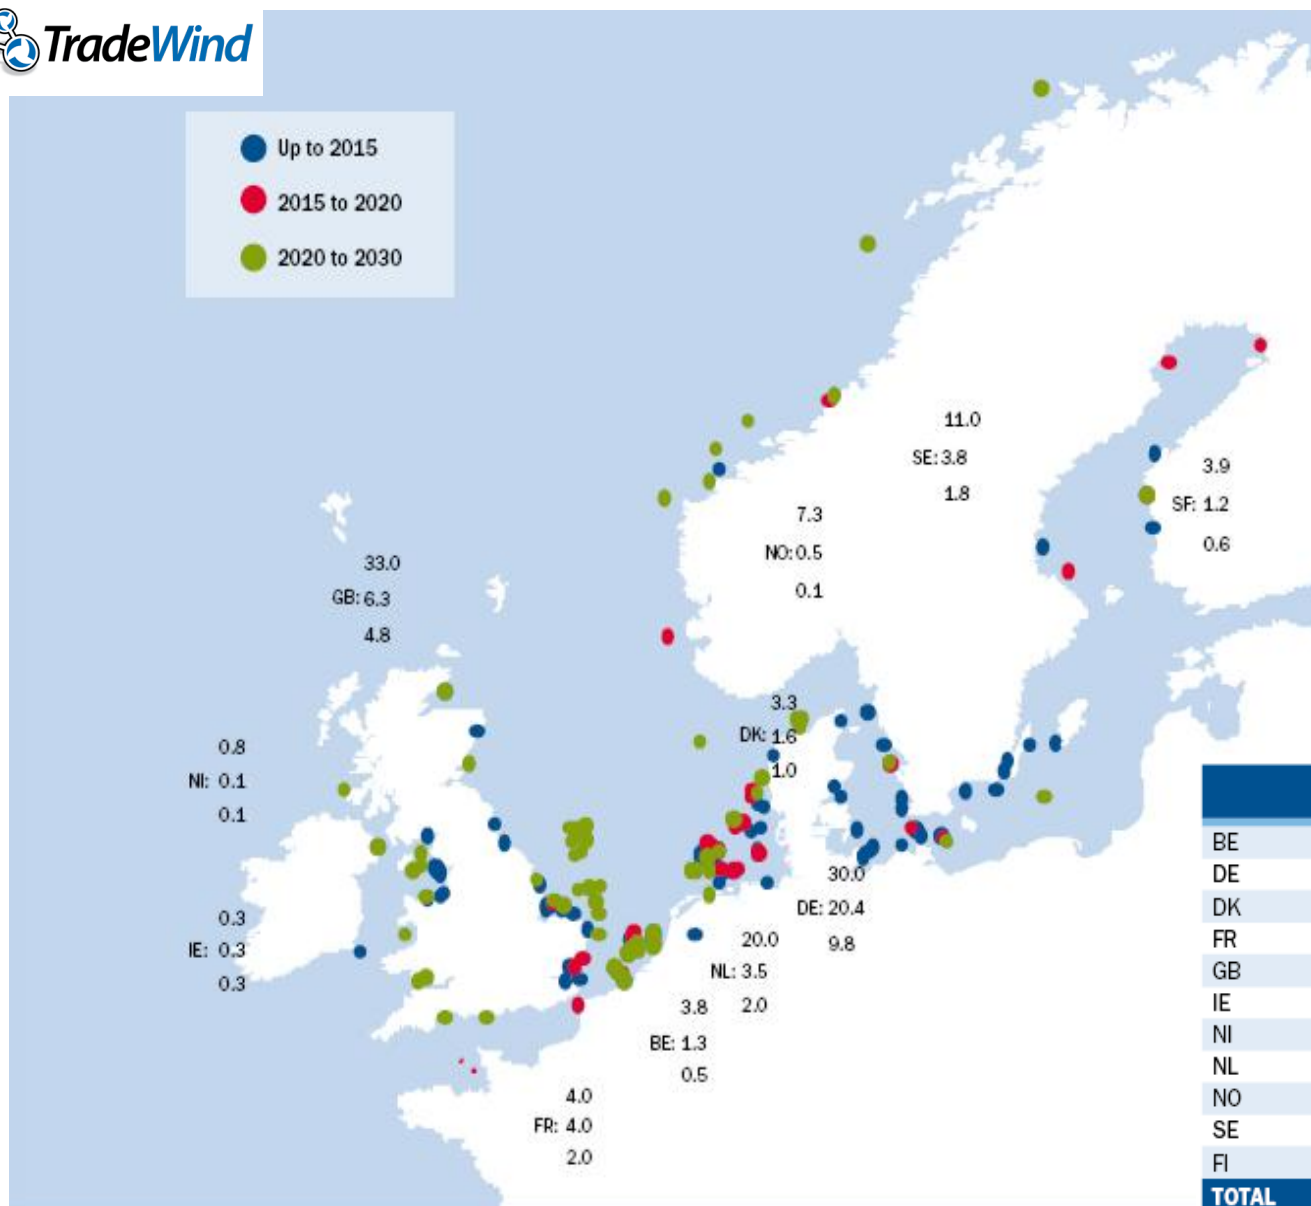 TradeWind
Up to 2015
2015 to 2020
2020 to 2030
11.0
SE: 3.8
1.8
3.9
SF: 1.2
0.6
7.3
NO: 0.5
0.1
33.0
GB: 6.3
4.8
3.3
DK: 1.6
1.0
0.8
NI: 0.1
0.1
30.0
DE: 20.4
9.8
0.3
IE: 0.3
0.3
20.0
NL: 3.5
2.0
3.8
BE: 1.3
0.5
4.0
FR: 4.0
2.0
BE
DE
DK
FR
GB
IE
NI
NL
NO
SE
FI
TOTAL